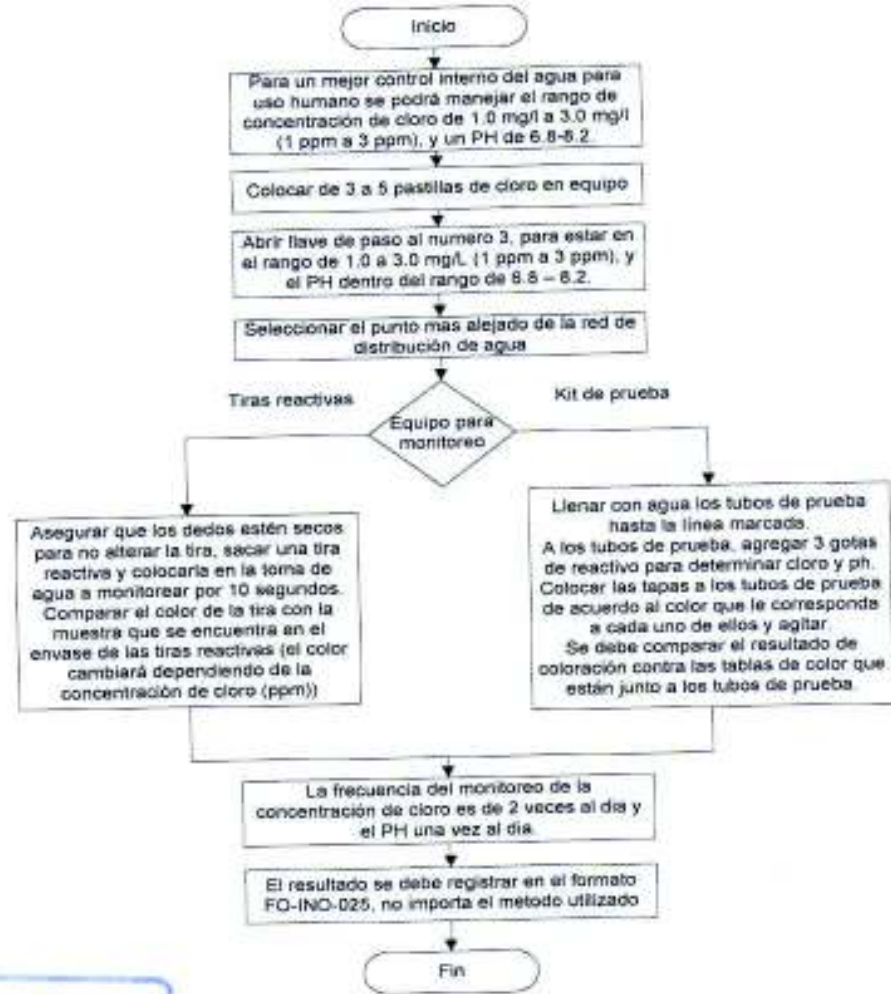 Inicio
Para un mejor control interno del agua para
uso humano se podrá manejar el rango de
concentración de cloro de 1.0 mg/l a 3.0 mg/l
(1 ppm a 3 ppm), y un PH de 6.8-8.2.
Colocar de 3 a 5 pastillas de cloro en equipo
Abrir llave de paso al numero 3, para estar en
el rango de 1.0 a 3.0 mg/L (1 ppm a 3 ppm), y
el PH dentro del rango de 6.8 – 8.2.
Seleccionar el punto mas alejado de la red de
distribución de agua
Tiras reactivas
Kit de prueba
Equipo para
monitoreo
Asegurar que los dedos estén secos
para no alterar la tira, sacar una tira
reactiva y colocarla en la toma de
agua a monitorear por 10 segundos.
Comparar el color de la tira con la
muestra que se encuentra en el
envase de las tiras reactivas (el color
cambiará dependiendo de la
concentración de cloro (ppm))
Llenar con agua los tubos de prueba
hasta la línea marcada.
A los tubos de prueba, agregar 3 gotas
de reactivo para determinar cloro y ph.
Colocar las tapas a los tubos de prueba
de acuerdo al color que le corresponda
a cada uno de ellos y agitar.
Se debe comparar el resultado de
coloración contra las tablas de color que
están junto a los tubos de prueba.
La frecuencia del monitoreo de la
concentración de cloro es de 2 veces al dia y
el PH una vez al dia.
El resultado se debe registrar en el formato
FO-INO-025, no importa el método utilizado
Fin